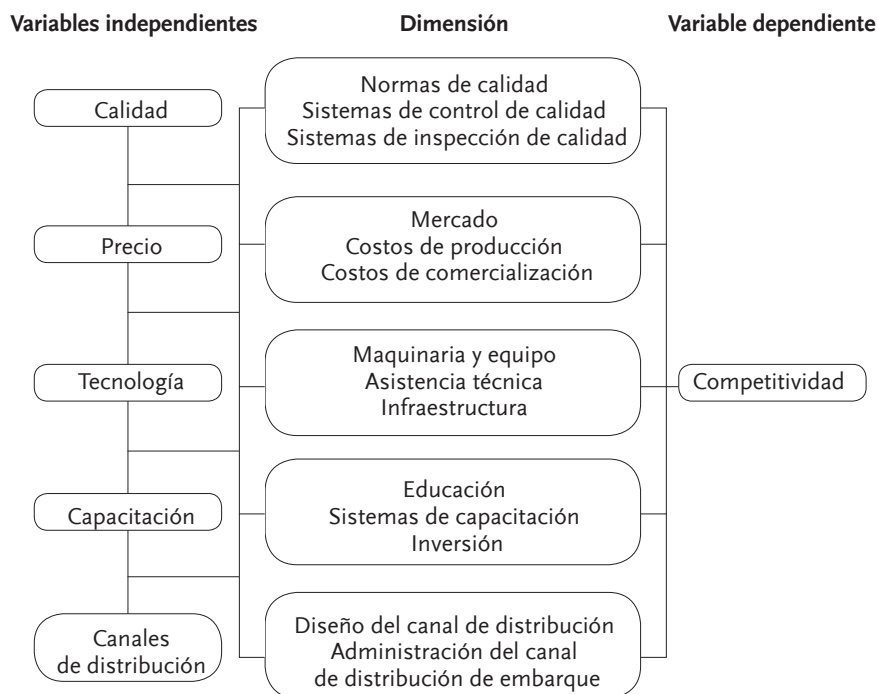 Variables independientes
Dimensión
Variable dependiente
Calidad
Normas de calidad
Sistemas de control de calidad
Sistemas de inspección de calidad
Precio
Mercado
Costos de producción
Costos de comercialización
Tecnología
Maquinaria y equipo
Asistencia técnica
Infraestructura
Competitividad
Capacitación
Educación
Sistemas de capacitación
Inversión
Canales
de distribución
Diseño del canal de distribución
Administración del canal
de distribución de embarque